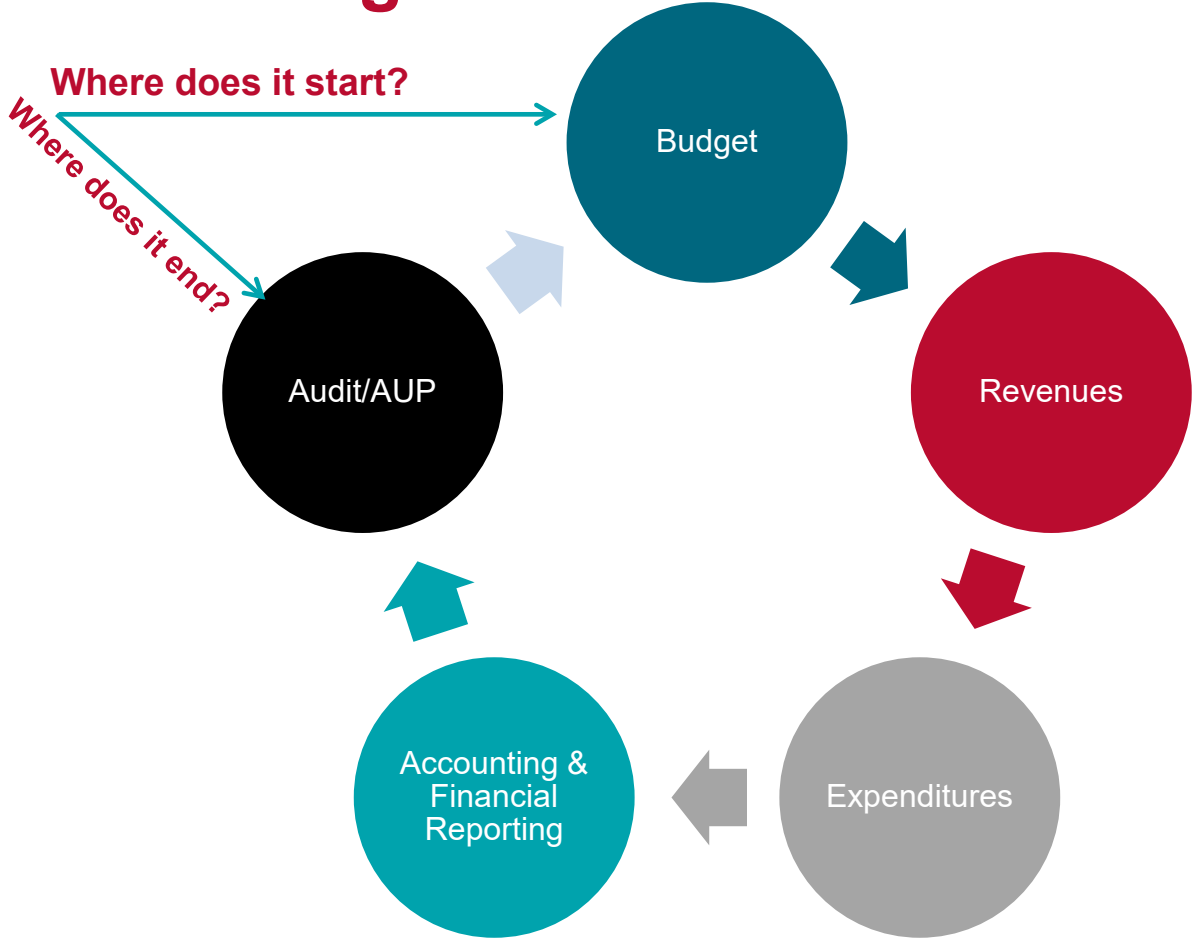 Where does it start?
Where does it end?
Budget
Revenues
Expenditures
Accounting &
Financial
Reporting
Audit/AUP